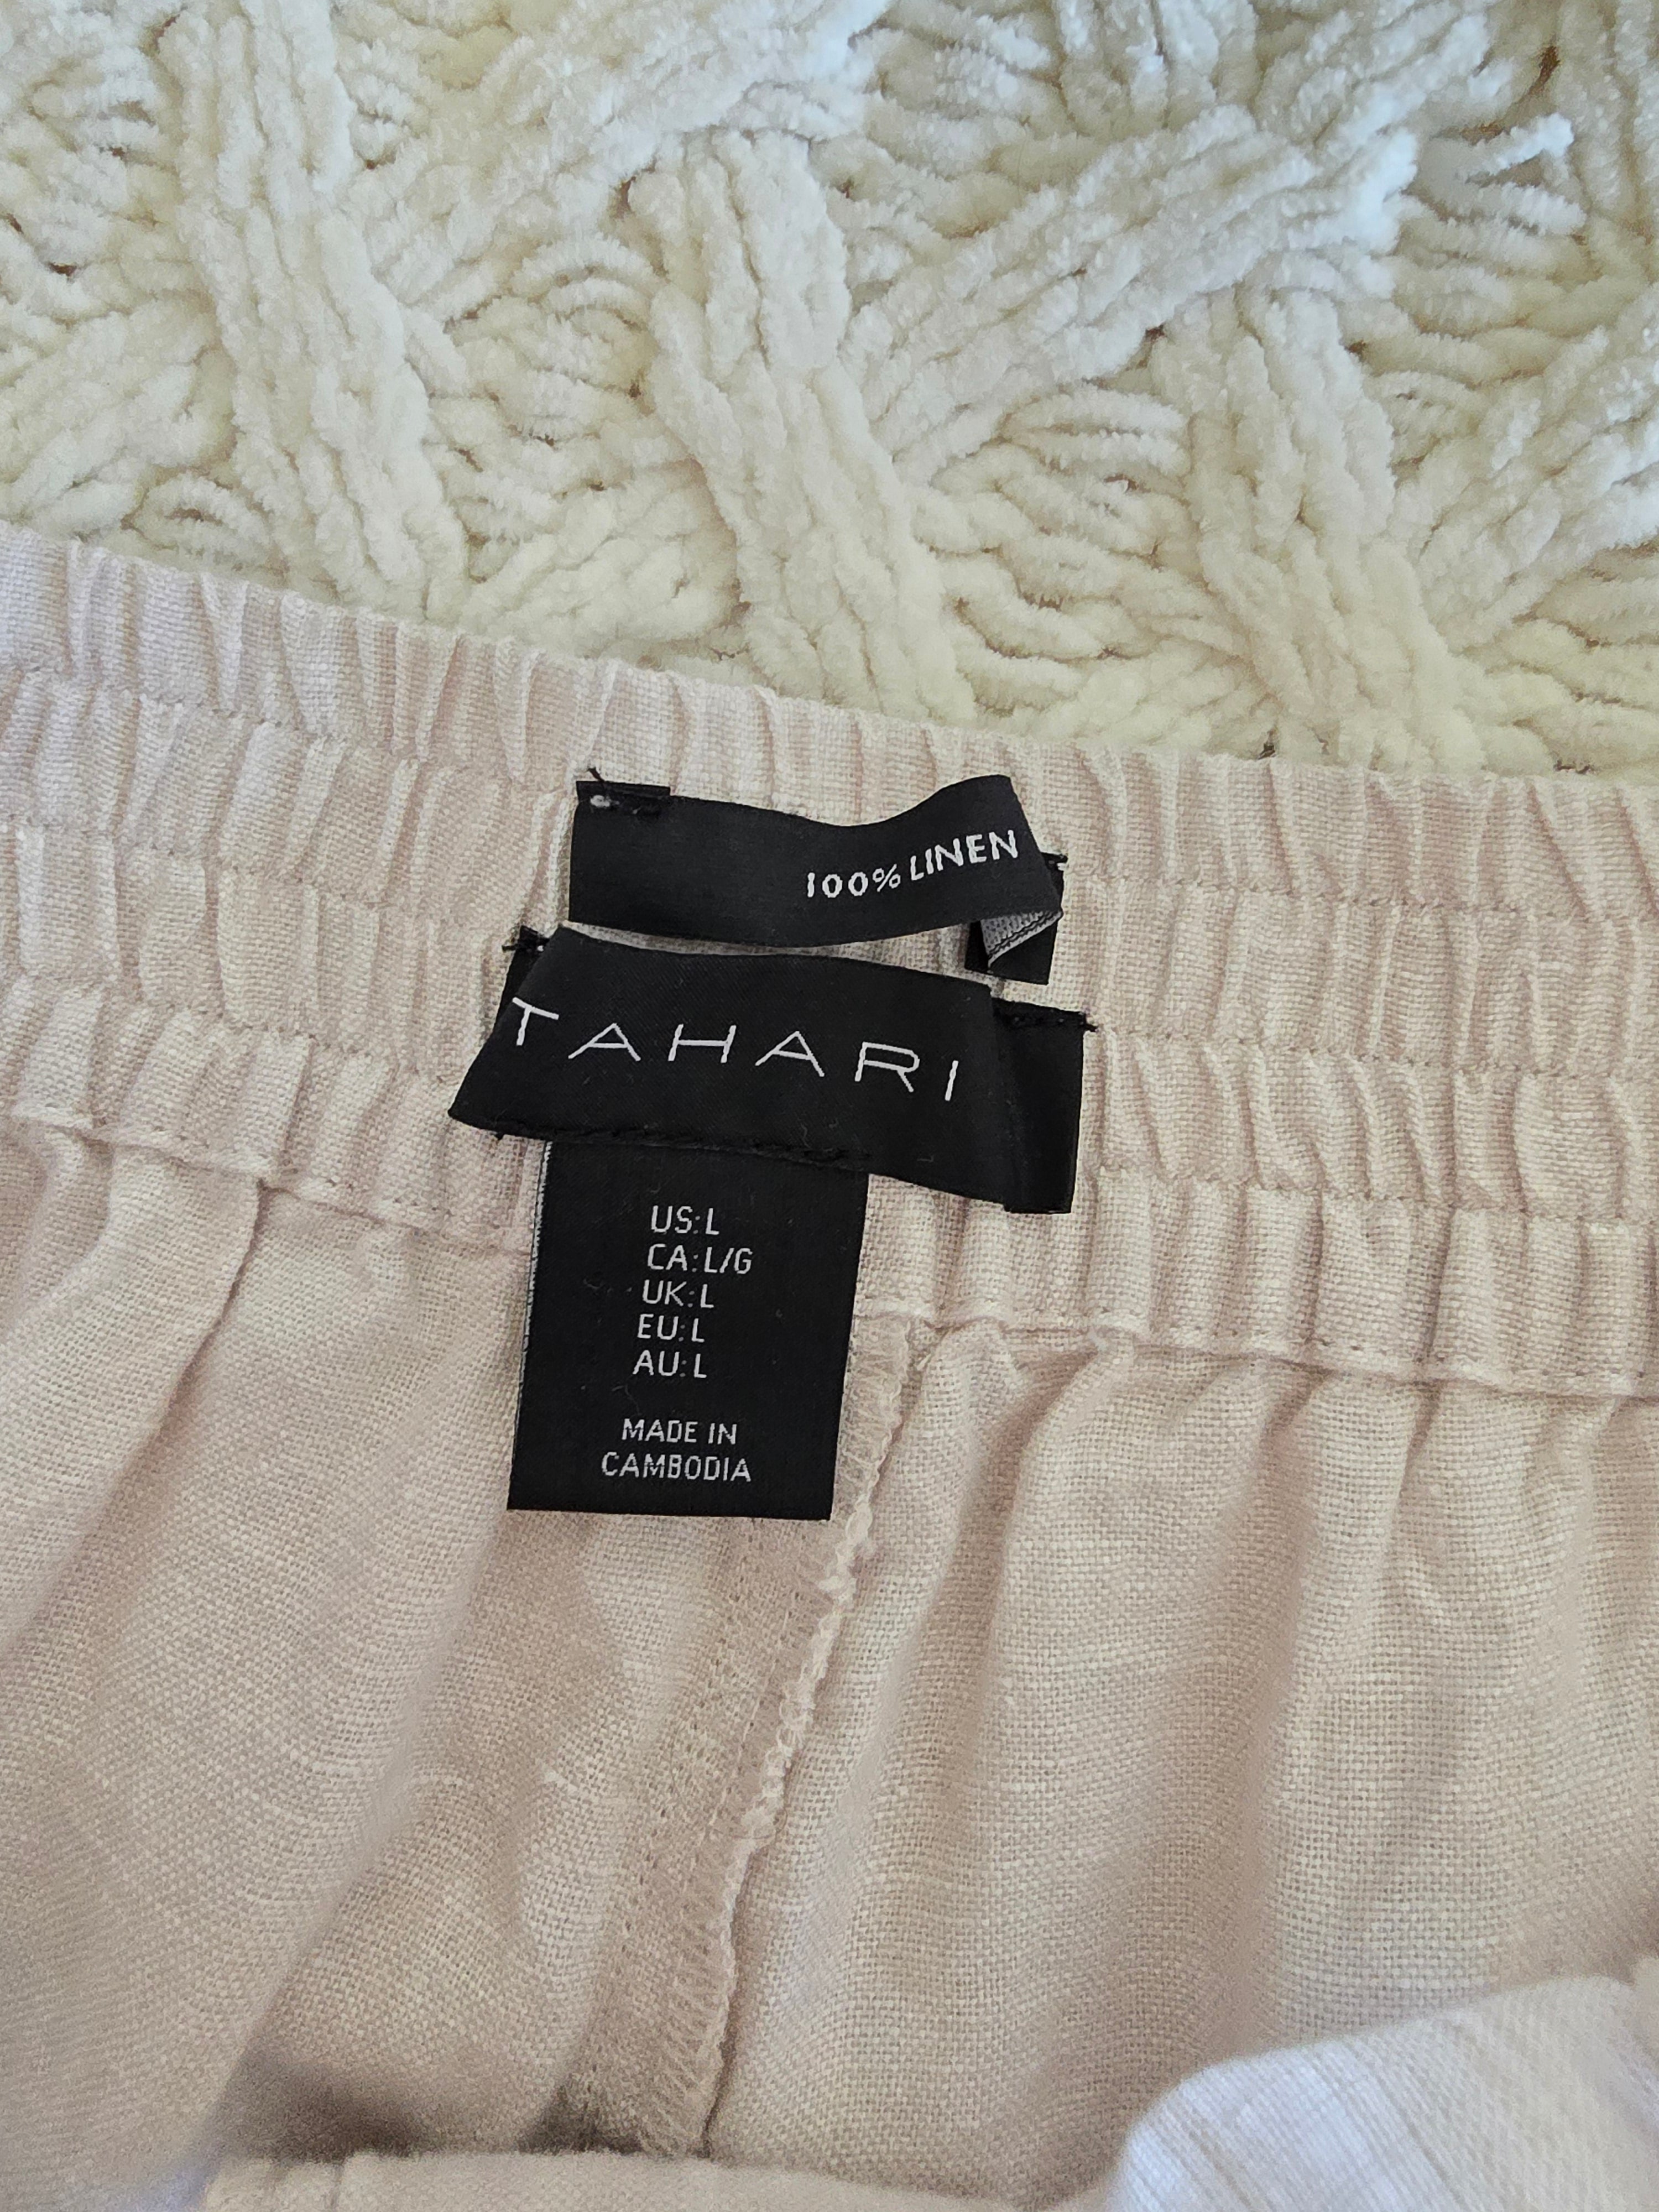 100% LINEN
TAHARI
US:L
CA:L/G
UK:L
EU:L
AU:L
MADE IN
CAMBODIA